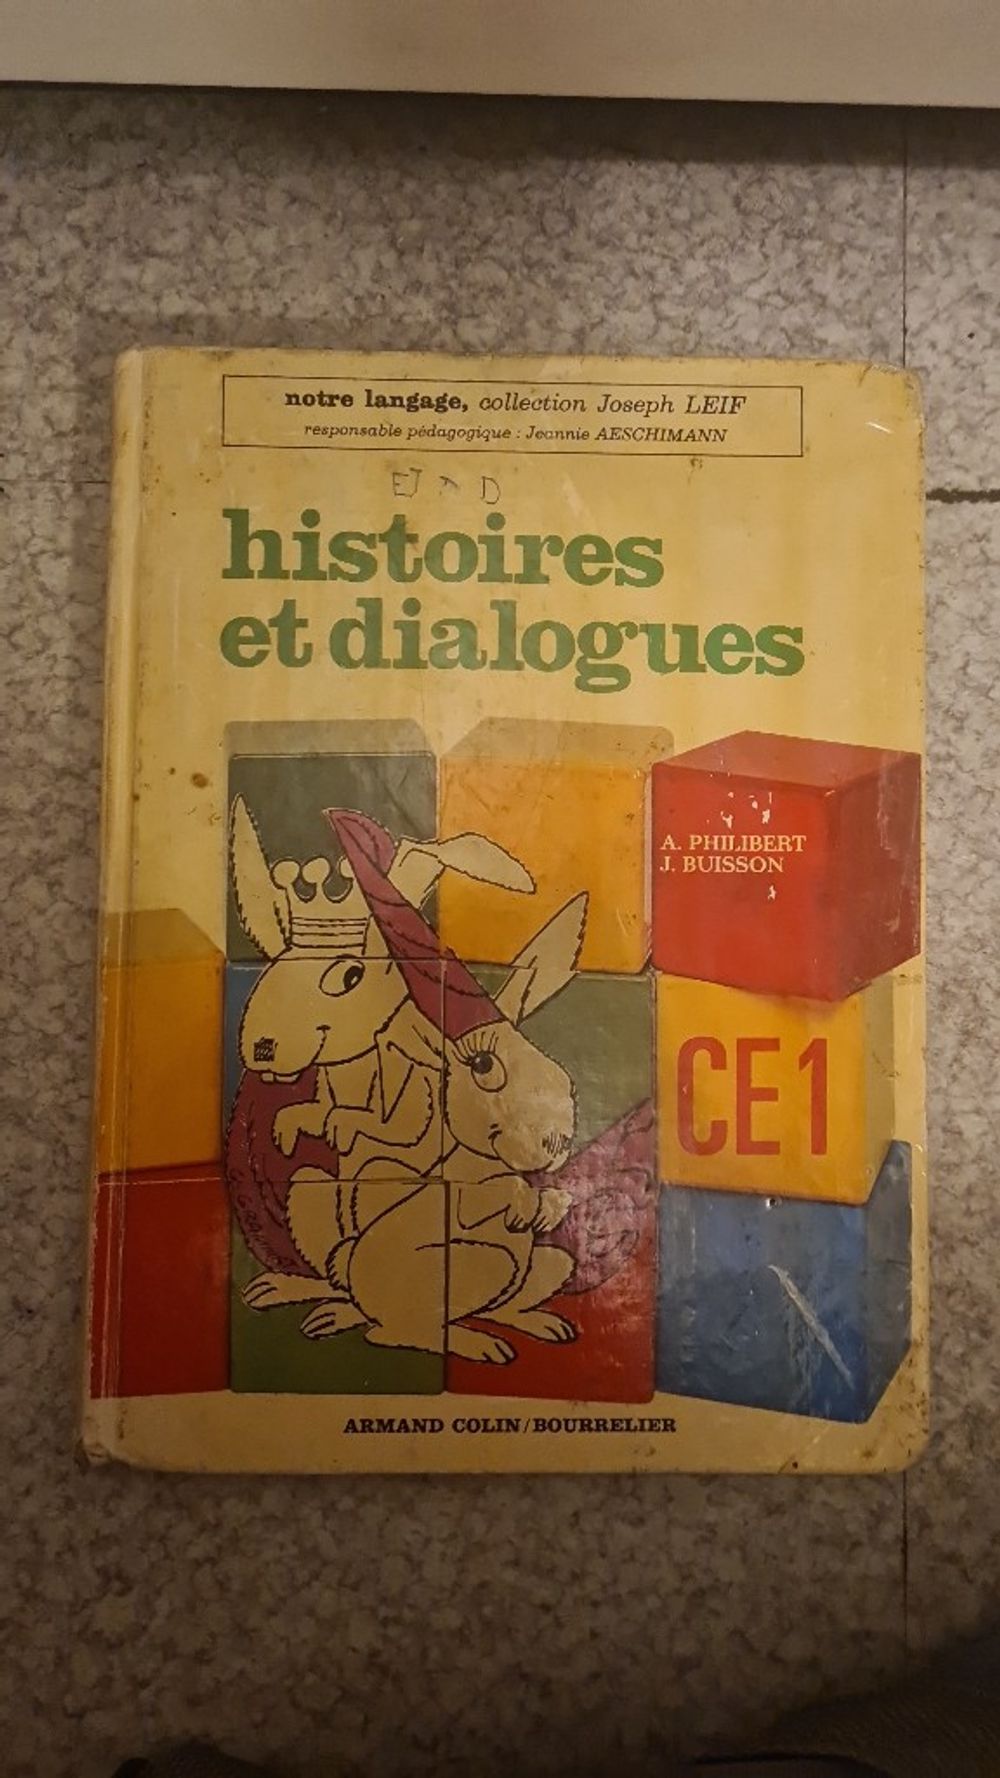 notre langage, collection Joseph LEIF
responsable pédagogique : Jeannie AESCHIMANN
histoires
et dialogues
A. PHILIBERT
J. BUISSON
CE1
ARMAND COLIN/BOURRELIER